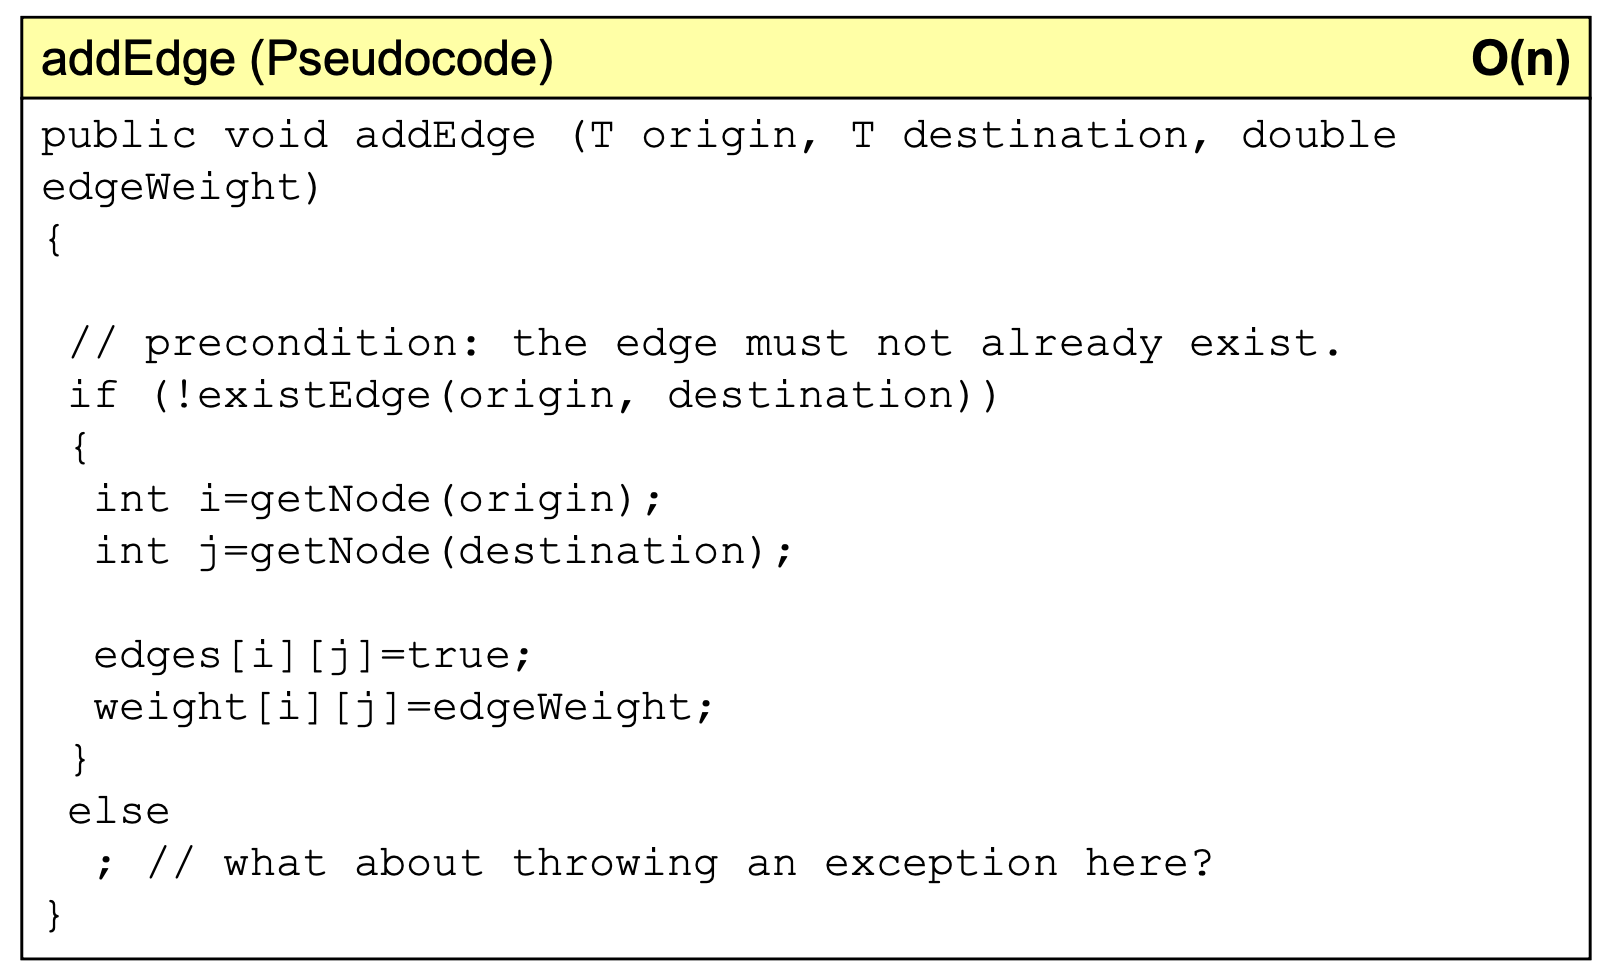 addEdge (Pseudocode) O(n)
public void addEdge (T origin, T destination, double
edgeWeight)
{
// precondition: the edge must not already exist.
if (!existEdge(origin, destination))
{
int i=getNode(origin);
int j=getNode(destination);
edges[i][j]=true;
weight[i][j]=edgeWeight;
}
else
; // what about throwing an exception here?
}